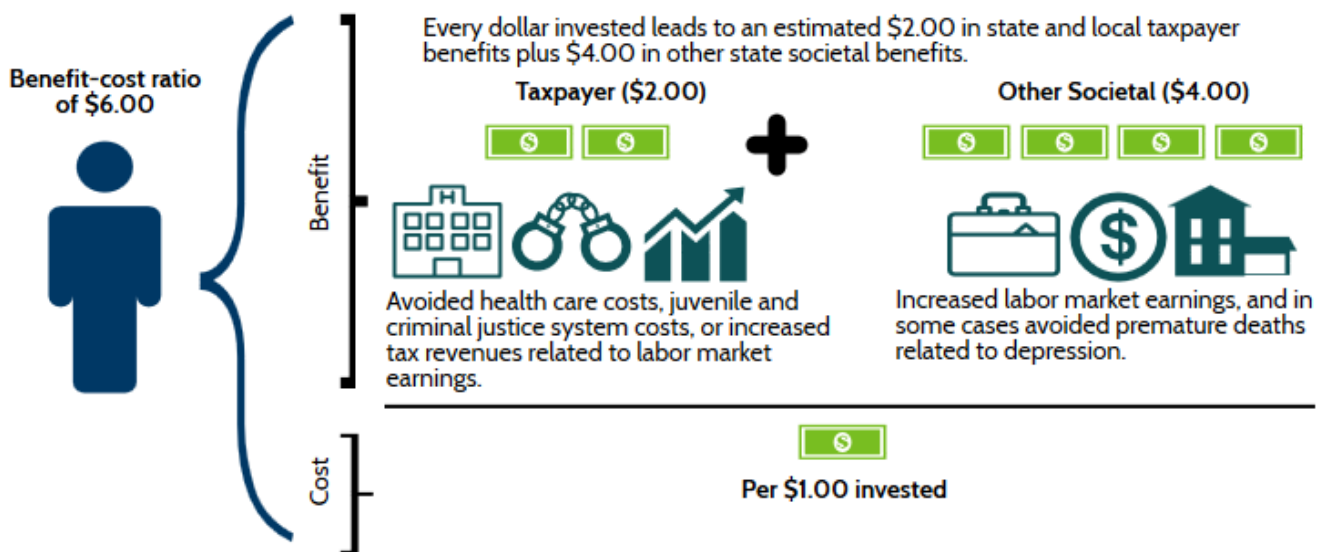 Every dollar invested leads to an estimated $2.00 in state and local taxpayer
benefits plus $4.00 in other state societal benefits.
Benefit-cost ratio
of $6.00
Benefit
Taxpayer ($2.00)
Other Societal ($4.00)
$ $
$ $ $ $
H
$
Avoided health care costs, juvenile and
criminal justice system costs, or increased
tax revenues related to labor market
earnings.
Increased labor market earnings, and in
some cases avoided premature deaths
related to depression.
Cost
$
Per $1.00 invested